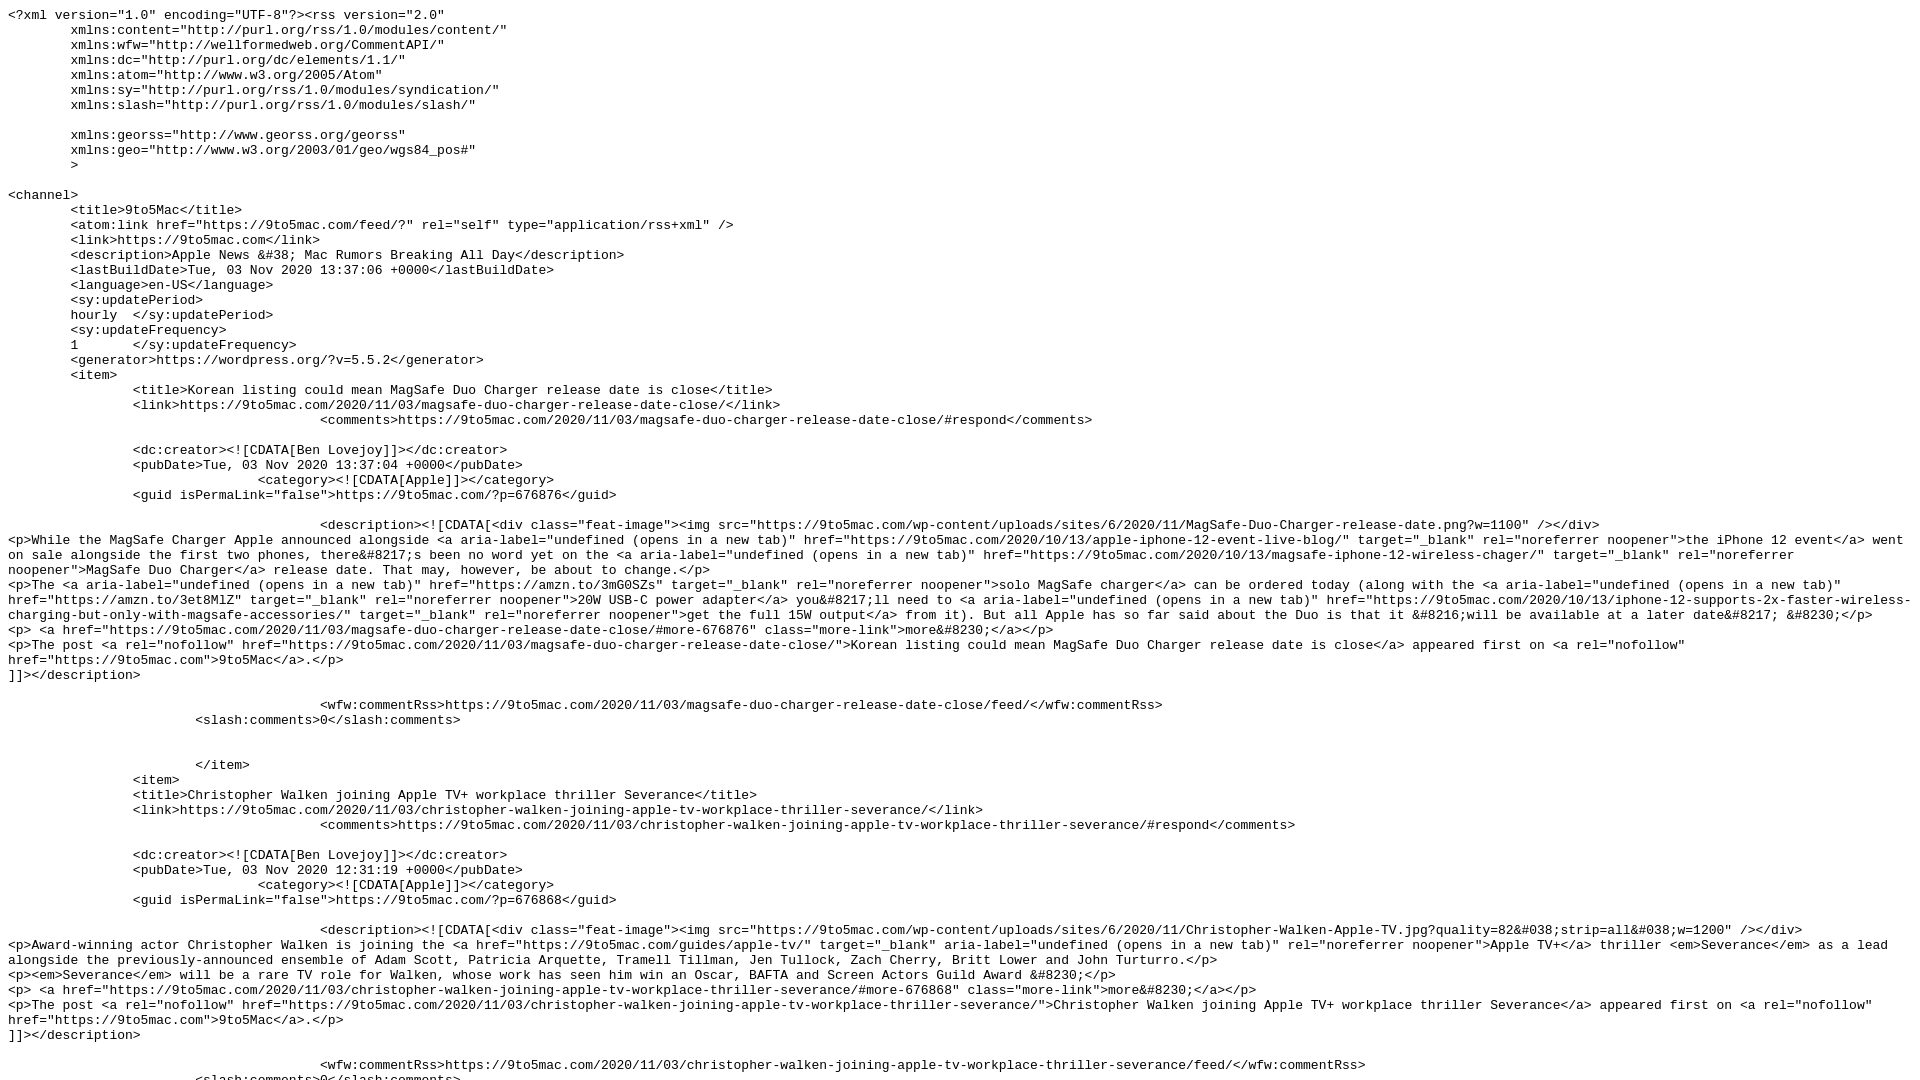 <?xml version="1.0" encoding="UTF-8"?><rss version="2.0"
xmlns:content="http://purl.org/rss/1.0/modules/content/"
xmlns:wfw="http://wellformedweb.org/CommentAPI/"
xmlns:dc="http://purl.org/dc/elements/1.1/"
xmlns:atom="http://www.w3.org/2005/Atom"
xmlns:sy="http://purl.org/rss/1.0/modules/syndication/"
xmlns:slash="http://purl.org/rss/1.0/modules/slash/"
xmlns:georss="http://www.georss.org/georss"
xmlns:geo="http://www.w3.org/2003/01/geo/wgs84_pos#"
>
<channel>
<title>9to5Mac</title>
<atom:link href="https://9to5mac.com/feed/?" rel="self" type="application/rss+xml" />
<link>https://9to5mac.com</link>
<description>Apple News &#38; Mac Rumors Breaking All Day</description>
<lastBuildDate>Tue, 03 Nov 2020 13:37:06 +0000</lastBuildDate>
<language>en-US</language>
<sy:updatePeriod>
hourly  </sy:updatePeriod>
<sy:updateFrequency>
1       </sy:updateFrequency>
<generator>https://wordpress.org/?v=5.5.2</generator>
<item>
<title>Korean listing could mean MagSafe Duo Charger release date is close</title>
<link>https://9to5mac.com/2020/11/03/magsafe-duo-charger-release-date-close/</link>
<comments>https://9to5mac.com/2020/11/03/magsafe-duo-charger-release-date-close/#respond</comments>
<dc:creator><![CDATA[Ben Lovejoy]]></dc:creator>
<pubDate>Tue, 03 Nov 2020 13:37:04 +0000</pubDate>
<category><![CDATA[Apple]]></category>
<guid isPermaLink="false">https://9to5mac.com/?p=676876</guid>
<description><![CDATA[<div class="feat-image"><img src="https://9to5mac.com/wp-content/uploads/sites/6/2020/11/MagSafe-Duo-Charger-release-date.png?w=1100" /></div>
<p>While the MagSafe Charger Apple announced alongside <a aria-label="undefined (opens in a new tab)" href="https://9to5mac.com/2020/10/13/apple-iphone-12-event-live-blog/" target="_blank" rel="noreferrer noopener">the iPhone 12 event</a> went
on sale alongside the first two phones, there&#8217;s been no word yet on the <a aria-label="undefined (opens in a new tab)" href="https://9to5mac.com/2020/10/13/magsafe-iphone-12-wireless-chager/" target="_blank" rel="noreferrer
noopener">MagSafe Duo Charger</a> release date. That may, however, be about to change.</p>
<p>The <a aria-label="undefined (opens in a new tab)" href="https://amzn.to/3mG0SZs" target="_blank" rel="noreferrer noopener">solo MagSafe charger</a> can be ordered today (along with the <a aria-label="undefined (opens in a new tab)"
href="https://amzn.to/3et8MlZ" target="_blank" rel="noreferrer noopener">20W USB-C power adapter</a> you&#8217;ll need to <a aria-label="undefined (opens in a new tab)" href="https://9to5mac.com/2020/10/13/iphone-12-supports-2x-faster-wireless-
charging-but-only-with-magsafe-accessories/" target="_blank" rel="noreferrer noopener">get the full 15W output</a> from it). But all Apple has so far said about the Duo is that it &#8216;will be available at a later date&#8217; &#8230;</p>
<p> <a href="https://9to5mac.com/2020/11/03/magsafe-duo-charger-release-date-close/#more-676876" class="more-link">more&#8230;</a></p>
<p>The post <a rel="nofollow" href="https://9to5mac.com/2020/11/03/magsafe-duo-charger-release-date-close/">Korean listing could mean MagSafe Duo Charger release date is close</a> appeared first on <a rel="nofollow"
href="https://9to5mac.com">9to5Mac</a>.</p>
]]></description>
<wfw:commentRss>https://9to5mac.com/2020/11/03/magsafe-duo-charger-release-date-close/feed/</wfw:commentRss>
<slash:comments>0</slash:comments>
</item>
<item>
<title>Christopher Walken joining Apple TV+ workplace thriller Severance</title>
<link>https://9to5mac.com/2020/11/03/christopher-walken-joining-apple-tv-workplace-thriller-severance/</link>
<comments>https://9to5mac.com/2020/11/03/christopher-walken-joining-apple-tv-workplace-thriller-severance/#respond</comments>
<dc:creator><![CDATA[Ben Lovejoy]]></dc:creator>
<pubDate>Tue, 03 Nov 2020 12:31:19 +0000</pubDate>
<category><![CDATA[Apple]]></category>
<guid isPermaLink="false">https://9to5mac.com/?p=676868</guid>
<description><![CDATA[<div class="feat-image"><img src="https://9to5mac.com/wp-content/uploads/sites/6/2020/11/Christopher-Walken-Apple-TV.jpg?quality=82&#038;strip=all&#038;w=1200" /></div>
<p>Award-winning actor Christopher Walken is joining the <a href="https://9to5mac.com/guides/apple-tv/" target="_blank" aria-label="undefined (opens in a new tab)" rel="noreferrer noopener">Apple TV+</a> thriller <em>Severance</em> as a lead
alongside the previously-announced ensemble of Adam Scott, Patricia Arquette, Tramell Tillman, Jen Tullock, Zach Cherry, Britt Lower and John Turturro.</p>
<p><em>Severance</em> will be a rare TV role for Walken, whose work has seen him win an Oscar, BAFTA and Screen Actors Guild Award &#8230;</p>
<p> <a href="https://9to5mac.com/2020/11/03/christopher-walken-joining-apple-tv-workplace-thriller-severance/#more-676868" class="more-link">more&#8230;</a></p>
<p>The post <a rel="nofollow" href="https://9to5mac.com/2020/11/03/christopher-walken-joining-apple-tv-workplace-thriller-severance/">Christopher Walken joining Apple TV+ workplace thriller Severance</a> appeared first on <a rel="nofollow"
href="https://9to5mac.com">9to5Mac</a>.</p>
]]></description>
<wfw:commentRss>https://9to5mac.com/2020/11/03/christopher-walken-joining-apple-tv-workplace-thriller-severance/feed/</wfw:commentRss>
<slash:comments>0</slash:comments>